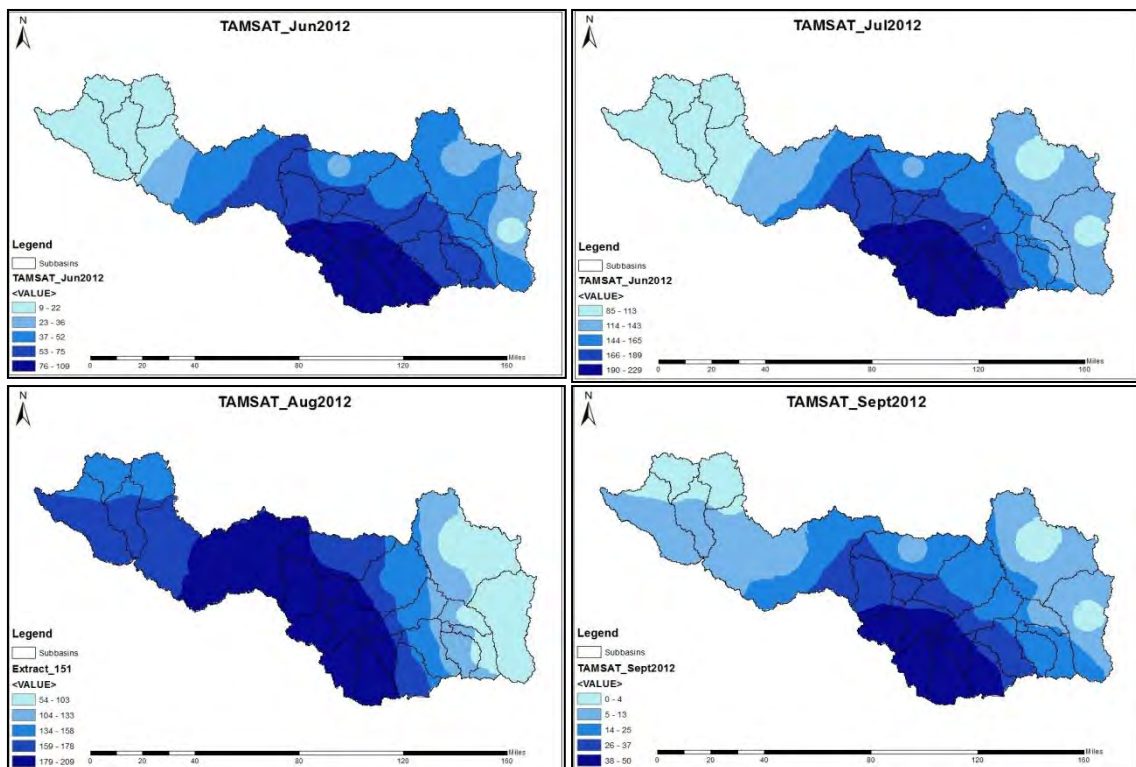 N
TAMSAT_Jun2012
Legend
Subbasins
TAMSAT_Jun2012
<VALUE>
9 - 22
23 - 36
37 - 52
53 - 75
76 - 109
Miles
0 20 40 80 120 160
N
TAMSAT_Jul2012
Legend
Subbasins
TAMSAT_Jun2012
<VALUE>
85 - 113
114 - 143
144 - 165
166 - 189
190 - 229
Miles
0 20 40 80 120 160
N
TAMSAT_Aug2012
Legend
Subbasins
Extract_151
<VALUE>
54 - 103
104 - 133
134 - 158
159 - 178
179 - 209
Miles
0 20 40 80 120 160
N
TAMSAT_Sept2012
Legend
Subbasins
TAMSAT_Sept2012
<VALUE>
0 - 4
5 - 13
14 - 25
26 - 37
38 - 50
Miles
0 20 40 80 120 160